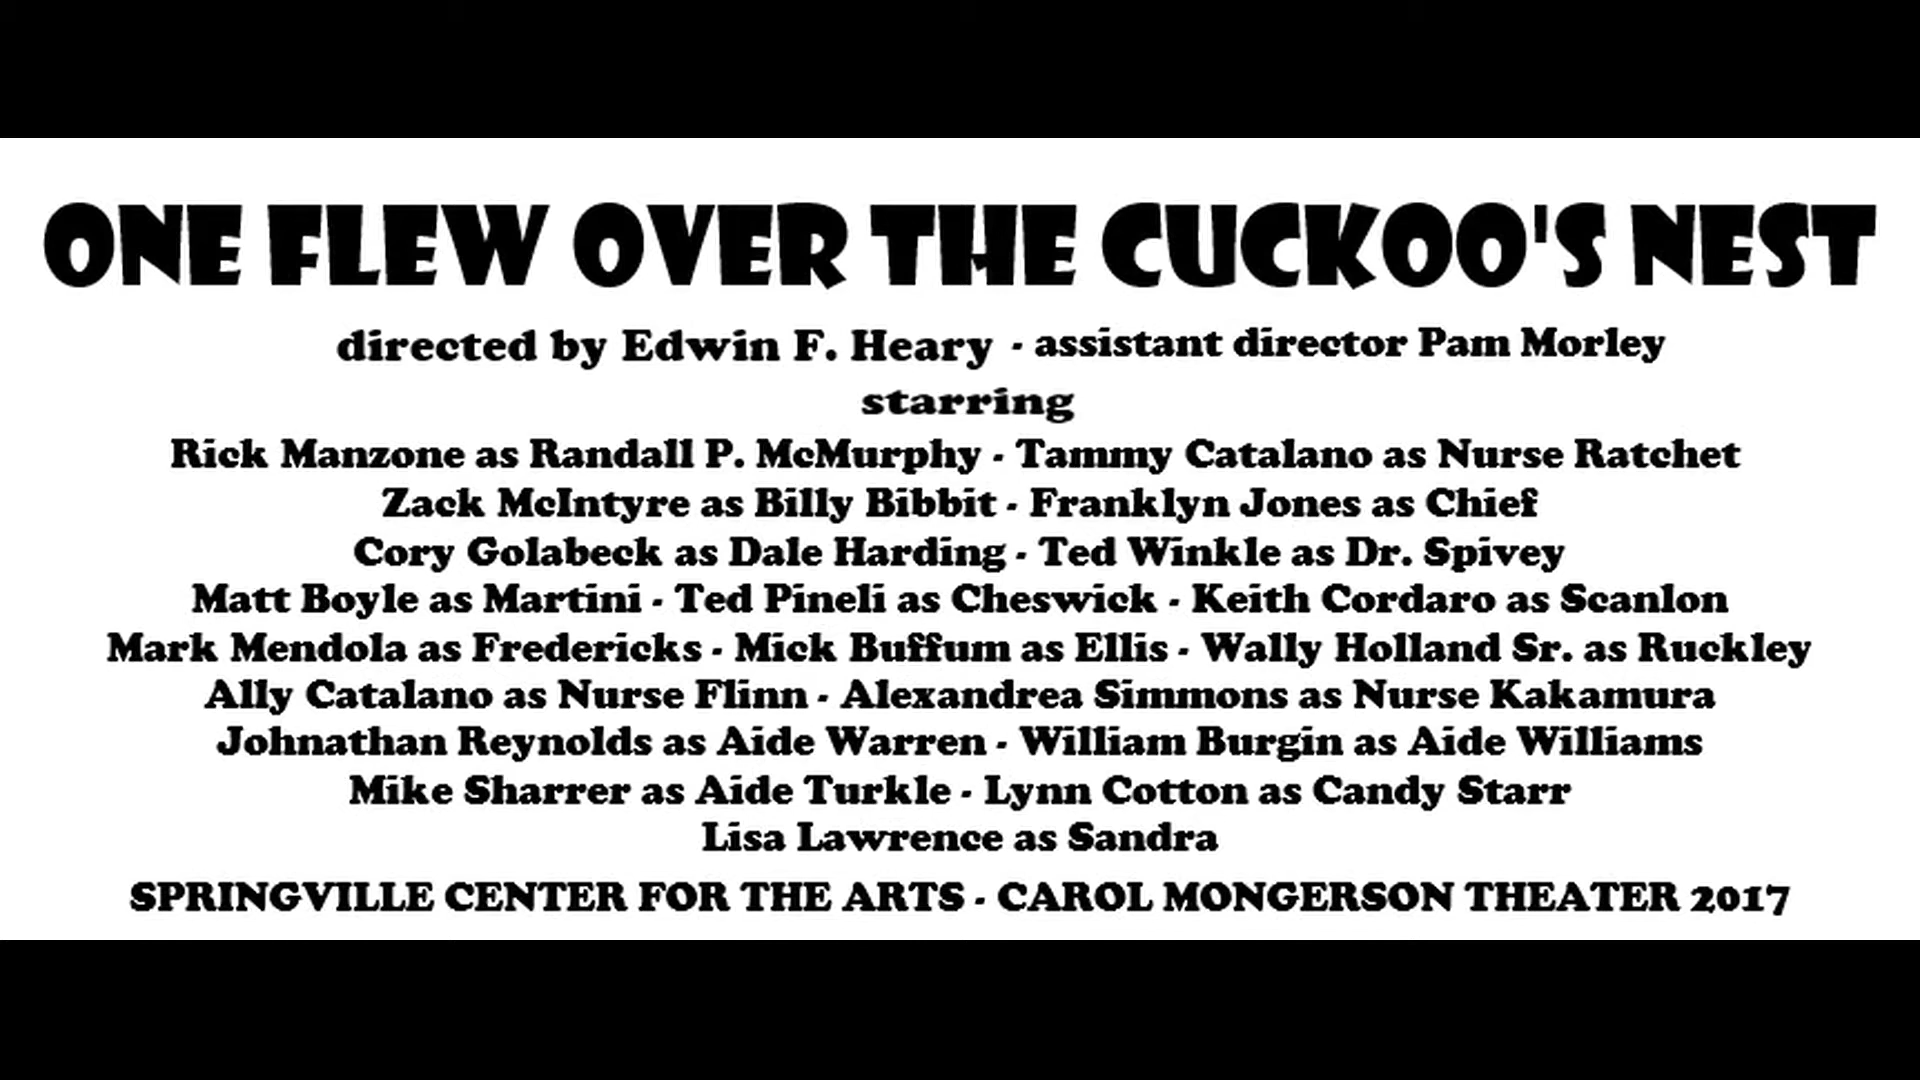 ONE FLEW OVER THE CUCKOO'S NEST
directed by Edwin F. Heary - assistant director Pam Morley
starring
Rick Manzone as Randall P. McMurphy - Tammy Catalano as Nurse Ratchet
Zack McIntyre as Billy Bibbit - Franklyn Jones as Chief
Cory Golabeck as Dale Harding - Ted Winkle as Dr. Spivey
Matt Boyle as Martini - Ted Pineli as Cheswick - Keith Cordaro as Scanlon
Mark Mendola as Fredericks - Mick Buffum as Ellis - Wally Holland Sr. as Ruckley
Ally Catalano as Nurse Flinn - Alexandrea Simmons as Nurse Kakamura
Johnathan Reynolds as Aide Warren - William Burgin as Aide Williams
Mike Sharrer as Aide Turkle - Lynn Cotton as Candy Starr
Lisa Lawrence as Sandra
SPRINGVILLE CENTER FOR THE ARTS - CAROL MONGERSON THEATER 2017